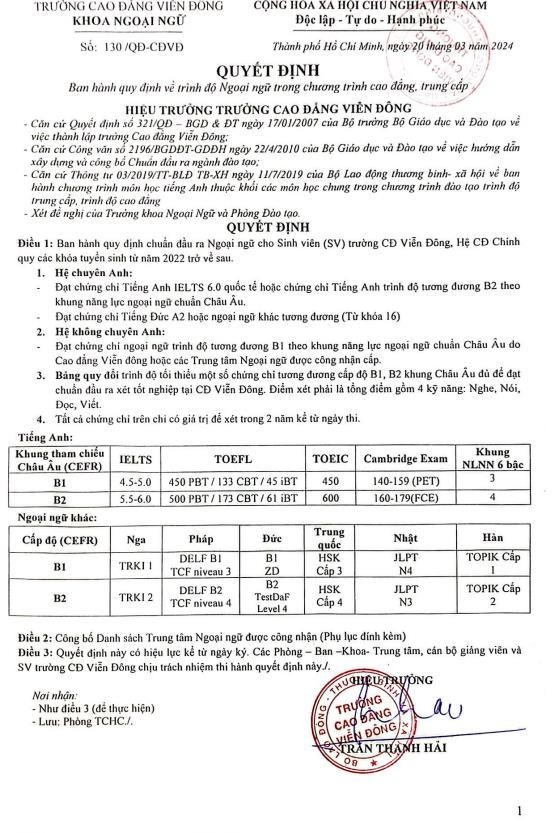 TRƯỜNG CAO ĐẲNG VIỄN ĐÔNG
KHOA NGOẠI NGỮ
Số: 130 /QĐ-CĐVĐ
CỘNG HÒA XÃ HỘI CHỦ NGHĨA VIỆT NAM
Độc lập - Tự do - Hạnh phúc
Thành phố Hồ Chí Minh, ngày 20 tháng 03 năm 2024
QUYẾT ĐỊNH
Ban hành quy định về trình độ Ngoại ngữ trong chương trình cao đẳng, trung cấp
HIỆU TRƯỞNG TRƯỜNG CAO ĐẲNG VIỄN ĐÔNG
- Căn cứ Quyết định số 321/QĐ – BGD & ĐT ngày 17/01/2007 của Bộ trưởng Bộ Giáo dục và Đào tạo về
việc thành lập trường Cao đẳng Viễn Đông;
- Căn cứ Công văn số 2196/BGDĐT-GDĐH ngày 22/4/2010 của Bộ Giáo dục và Đào tạo về việc hướng dẫn
xây dựng và công bố Chuẩn đầu ra ngành đào tạo;
- Căn cứ Thông tư 03/2019/TT-BLĐ TB-XH ngày 11/7/2019 của Bộ Lao động thương binh- xã hội về ban
hành chương trình môn học tiếng Anh thuộc khối các môn học chung trong chương trình đào tạo trình độ
trung cấp, trình độ cao đẳng
- Xét đề nghị của Trưởng khoa Ngoại Ngữ và Phòng Đào tạo.
QUYẾT ĐỊNH
Điều 1: Ban hành quy định chuẩn đầu ra Ngoại ngữ cho Sinh viên (SV) trường CĐ Viễn Đông, Hệ CĐ Chính
quy các khóa tuyển sinh từ năm 2022 trở về sau.
1. Hệ chuyên Anh:
- Đạt chứng chỉ Tiếng Anh IELTS 6.0 quốc tế hoặc chứng chỉ Tiếng Anh trình độ tương đương B2 theo
khung năng lực ngoại ngữ chuẩn Châu Âu.
- Đạt chứng chỉ Tiếng Đức A2 hoặc ngoại ngữ khác tương đương (Từ khóa 16)
2. Hệ không chuyên Anh:
- Đạt chứng chỉ ngoại ngữ trình độ tương đương B1 theo khung năng lực ngoại ngữ chuẩn Châu Âu do
Cao đẳng Viễn đông hoặc các Trung tâm Ngoại ngữ được công nhận cấp.
3. Bảng quy đổi trình độ tối thiểu một số chứng chỉ tương đương cấp độ B1, B2 khung Châu Âu đủ để đạt
chuẩn đầu ra xét tốt nghiệp tại CĐ Viễn Đông. Điểm xét phải là tổng điểm gồm 4 kỹ năng: Nghe, Nói,
Đọc, Viết.
4. Tất cả chứng chỉ trên chỉ có giá trị để xét trong 2 năm kể từ ngày thi.
Tiếng Anh:
Khung tham chiếu Châu Âu (CEFR) IELTS TOEFL TOEIC Cambridge Exam Khung NLNN 6 bậc
B1 4.5-5.0 450 PBT / 133 CBT / 45 iBT 450 140-159 (PET) 3
B2 5.5-6.0 500 PBT / 173 CBT / 61 iBT 600 160-179(FCE) 4
Ngoại ngữ khác:
Cấp độ (CEFR) Nga Pháp Đức Trung quốc Nhật Hàn
B1 TRKI 1 DELF B1 TCF niveau 3 B1 ZD HSK Cấp 3 JLPT N4 TOPIK Cấp 1
B2 TRKI 2 DELF B2 TCF niveau 4 B2 TestDaF Level 4 HSK Cấp 4 JLPT N3 TOPIK Cấp 2
Điều 2: Công bố Danh sách Trung tâm Ngoại ngữ được công nhận (Phụ lục đính kèm)
Điều 3: Quyết định này có hiệu lực kể từ ngày ký. Các Phòng – Ban –Khoa- Trung tâm, cán bộ giảng viên và
SV trường CĐ Viễn Đông chịu trách nhiệm thi hành quyết định này./.
Nơi nhận:
- Như điều 3 (để thực hiện)
- Lưu: Phòng TCHC./.
HIỆU TRƯỞNG
TRƯỜNG
CAO ĐẲNG
VIỄN ĐÔNG
TRẦN THANH HẢI
1